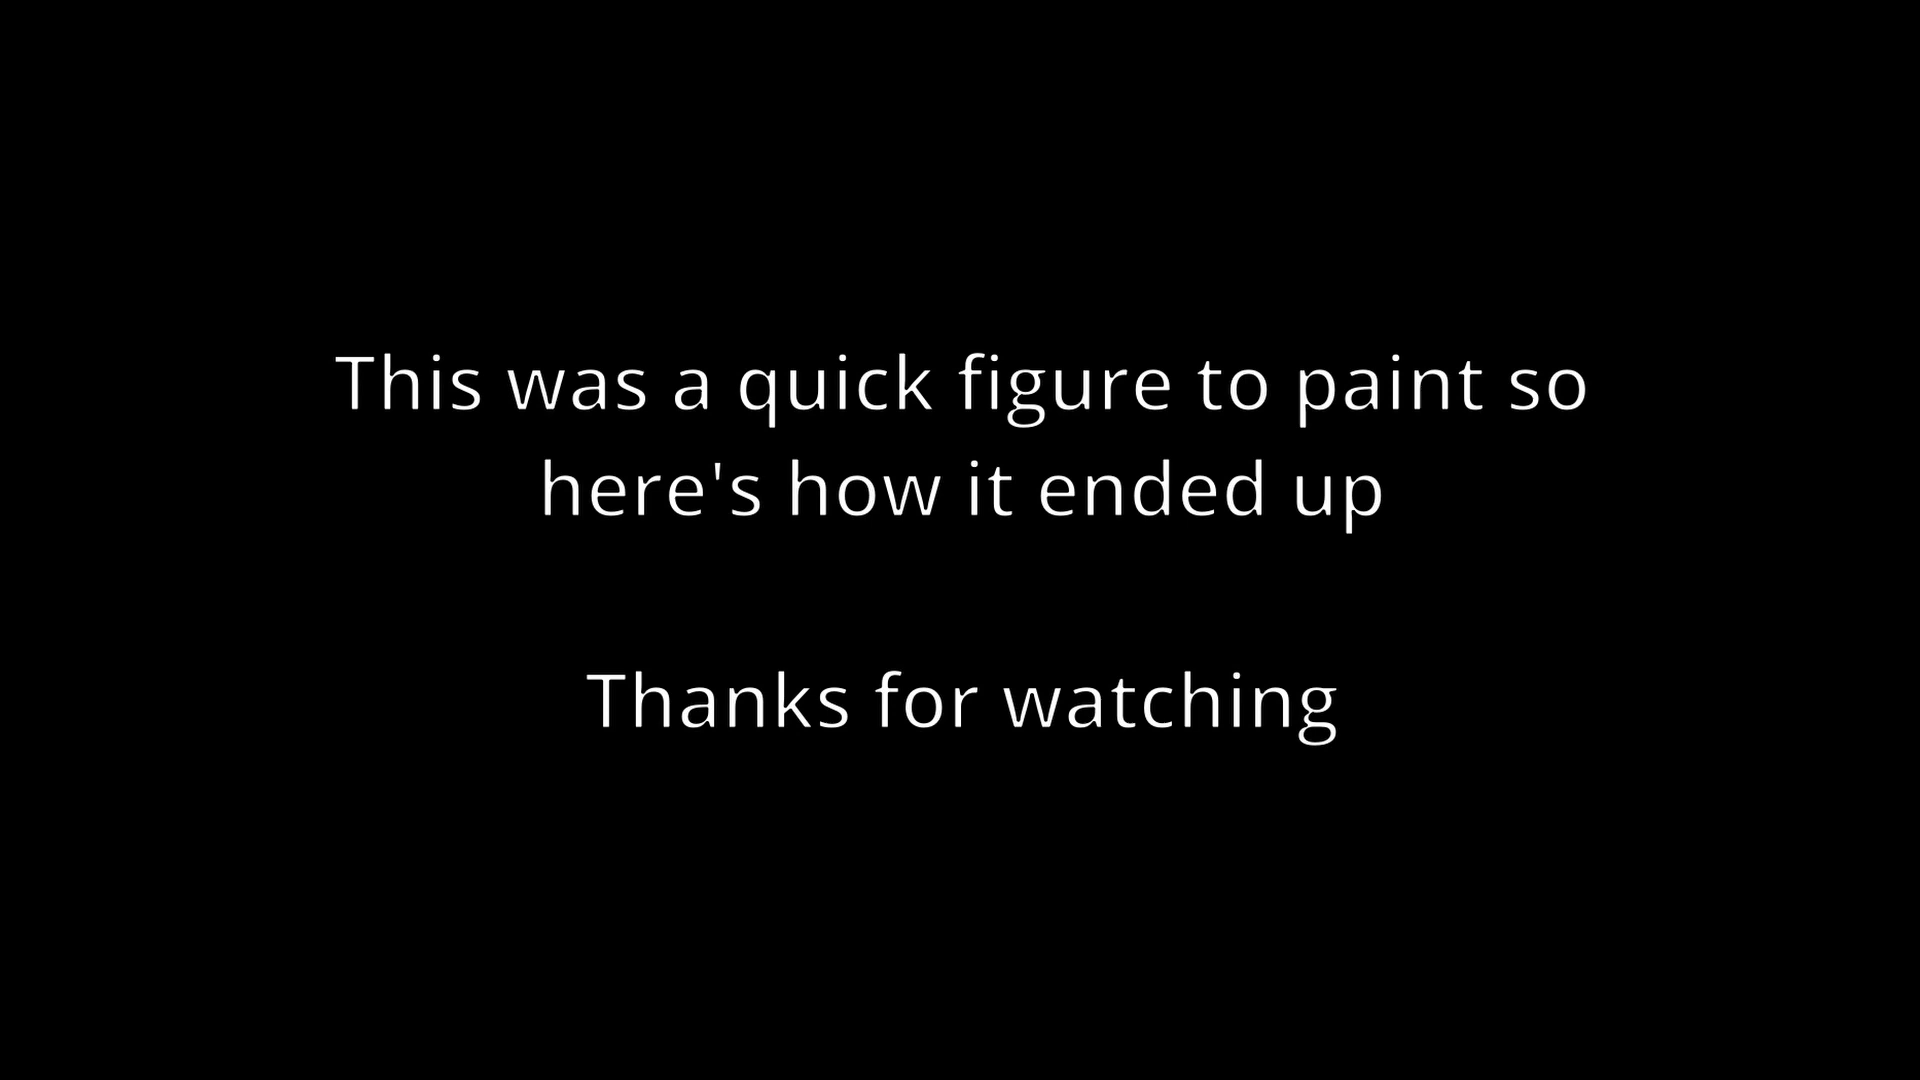 This was a quick figure to paint so
here's how it ended up
Thanks for watching